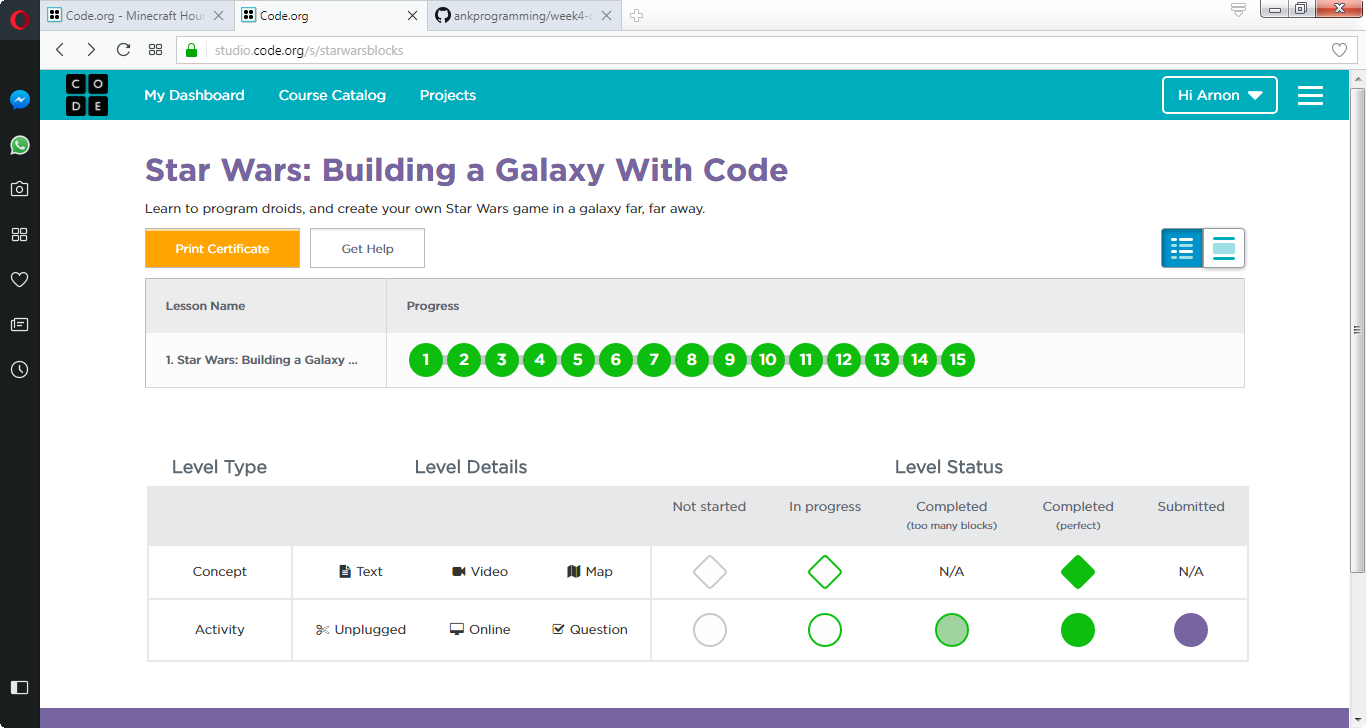 Code.org - Minecraft Hour
Code.org
ankprogramming/week4-c
studio.code.org/s/starwarsblocks
C O
D E
My Dashboard
Course Catalog
Projects
Hi Arnon
Star Wars: Building a Galaxy With Code
Learn to program droids, and create your own Star Wars game in a galaxy far, far away.
Print Certificate
Get Help
Lesson Name
Progress
1. Star Wars: Building a Galaxy ...
1 2 3 4 5 6 7 8 9 10 11 12 13 14 15
Level Type
Level Details
Level Status
Not started
In progress
Completed
(too many blocks)
Completed
(perfect)
Submitted
Concept
Text
Video
Map
N/A
N/A
Activity
Unplugged
Online
Question